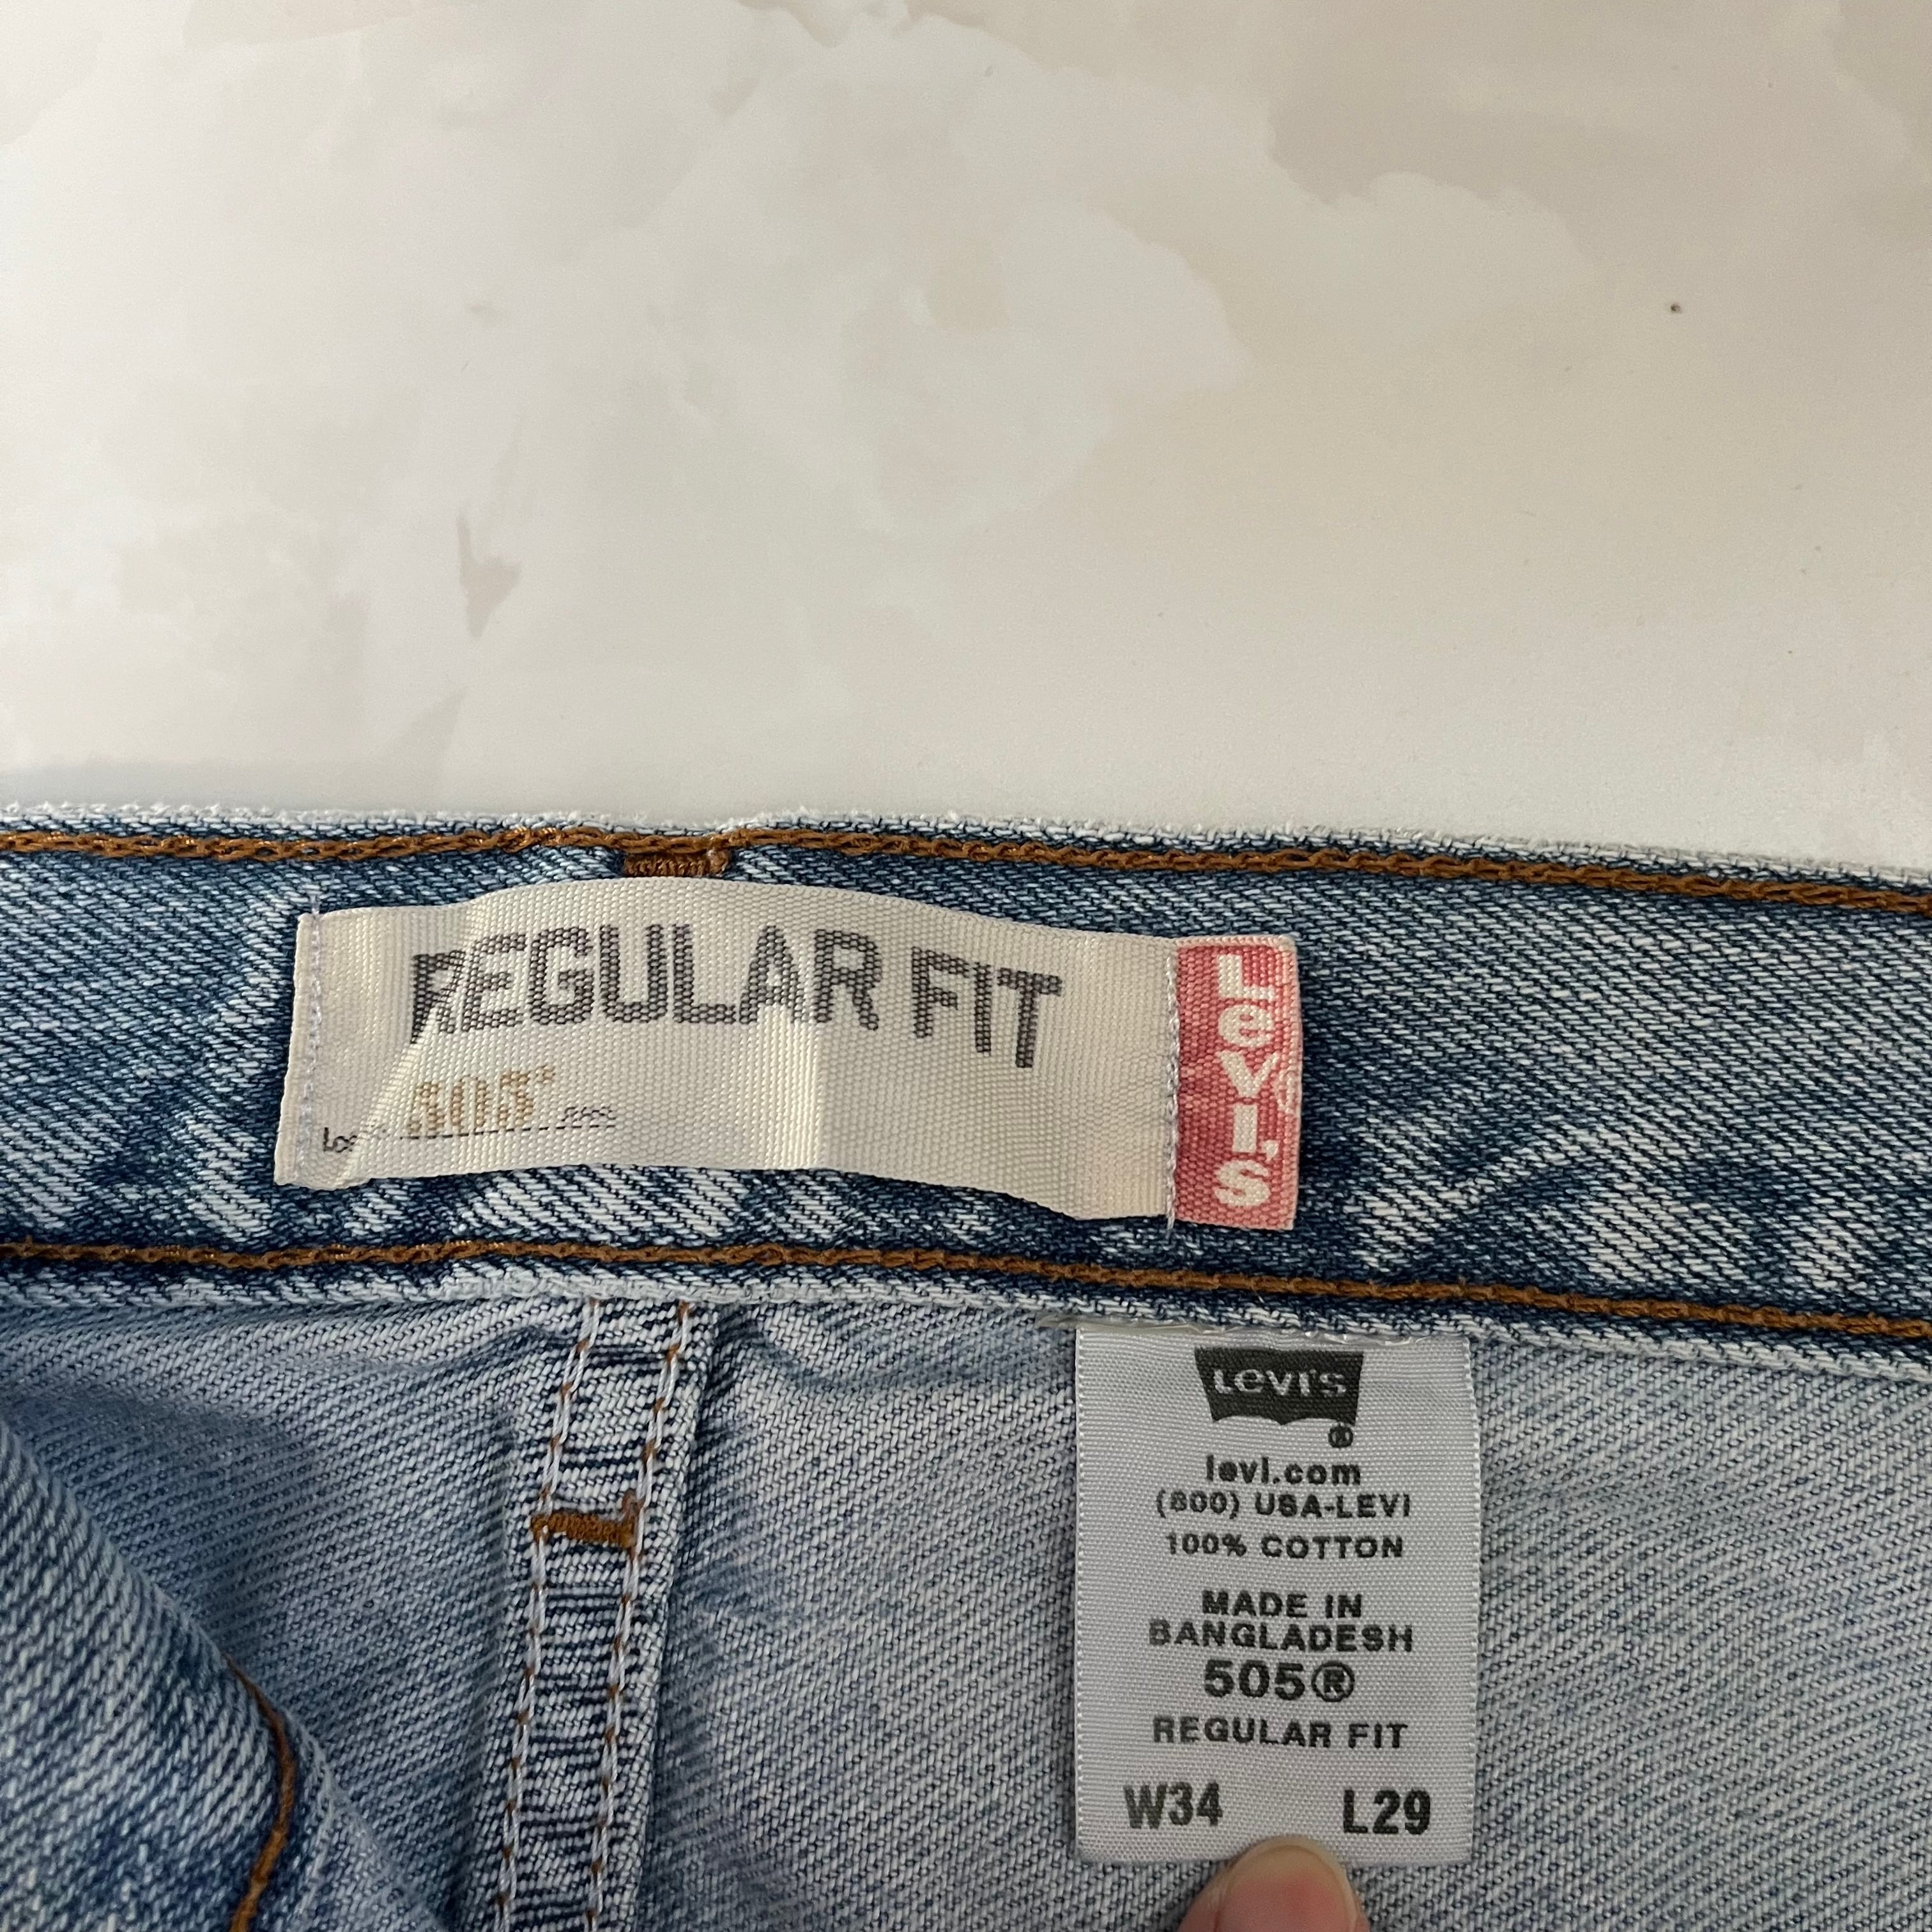 REGULAR FIT
505
Levi's
Levi's
®
levi.com
(800) USA-LEVI
100% COTTON
MADE IN
BANGLADESH
505®
REGULAR FIT
W34 L29